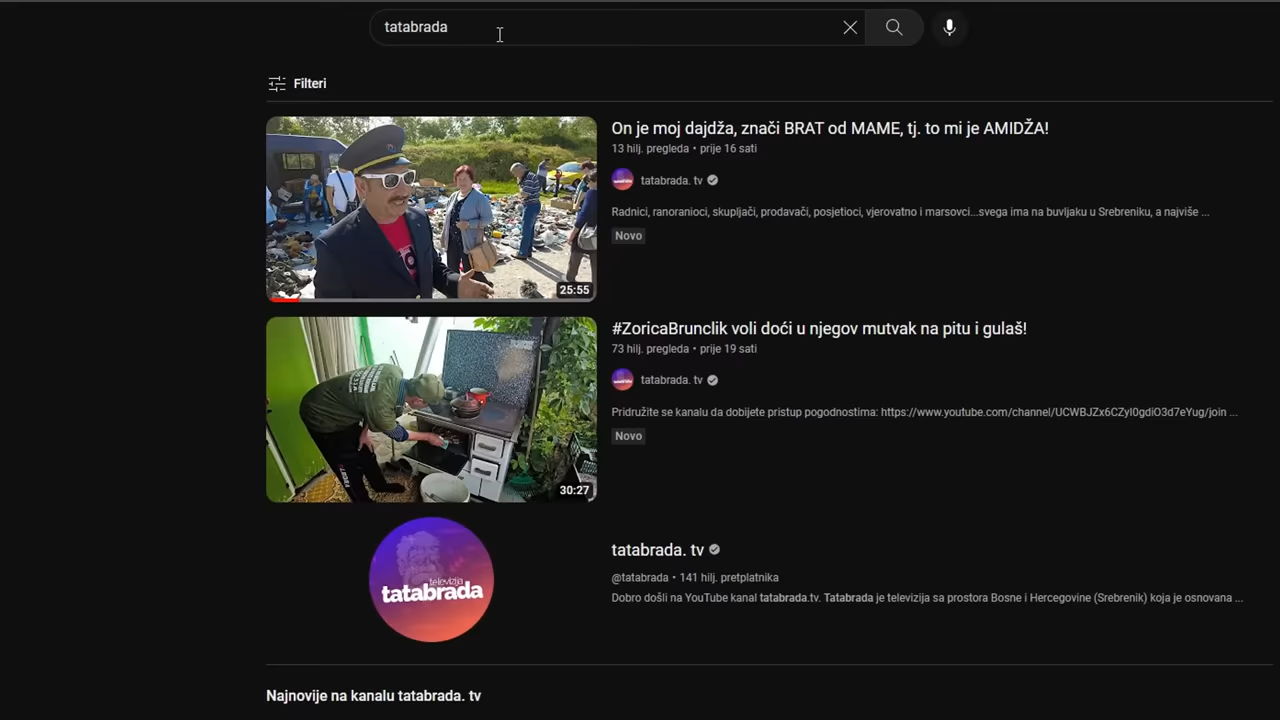 tatabrada
Filteri
On je moj dajdža, znači BRAT od MAME, tj. to mi je AMIDŽA!
13 hilj. pregleda • prije 16 sati
tatabrada. tv
Radnici, ranoranioci, skupljači, prodavači, posjetioci, vjerovatno i marsovci...svega ima na buvljaku u Srebreniku, a najviše ...
Novo
25:55
#ZoricaBrunclik voli doći u njegov mutvak na pitu i gulaš!
73 hilj. pregleda • prije 19 sati
tatabrada. tv
Pridružite se kanalu da dobijete pristup pogodnostima: https://www.youtube.com/channel/UCWBJZx6CZyI0gdiO3d7eYug/join ...
Novo
30:27
televizija
tatabrada
tatabrada. tv
@tatabrada • 141 hilj. pretplatnika
Dobro došli na YouTube kanal tatabrada.tv. Tatabrada je televizija sa prostora Bosne i Hercegovine (Srebrenik) koja je osnovana ...
Najnovije na kanalu tatabrada. tv